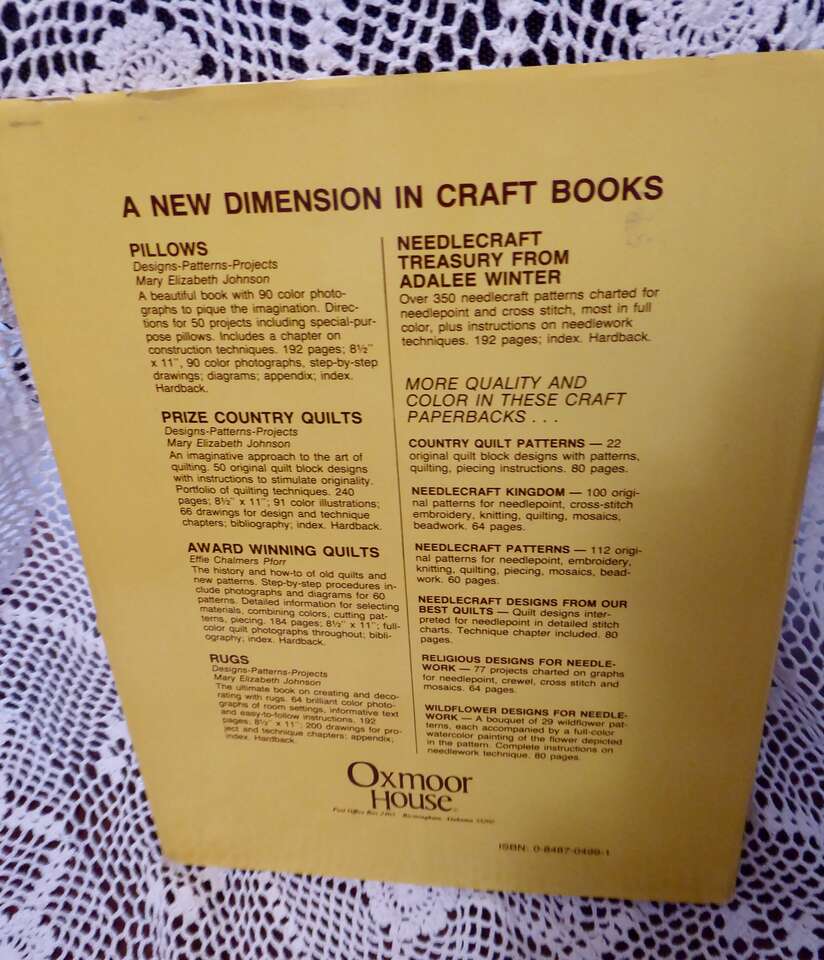 A NEW DIMENSION IN CRAFT BOOKS
PILLOWS
Designs-Patterns-Projects
Mary Elizabeth Johnson
A beautiful book with 90 color photo-
graphs to pique the imagination. Direc-
tions for 50 projects including special-pur-
pose pillows. Includes a chapter on
construction techniques. 192 pages; 8½"
x 11", 90 color photographs, step-by-step
drawings; diagrams; appendix; index.
Hardback.
PRIZE COUNTRY QUILTS
Designs-Patterns-Projects
Mary Elizabeth Johnson
An imaginative approach to the art of
quilting. 50 original quilt block designs
with instructions to stimulate originality.
Portfolio of quilting techniques. 240
pages; 8½" x 11"; 91 color illustrations;
66 drawings for design and technique
chapters; bibliography; index. Hardback.
AWARD WINNING QUILTS
Effie Chalmers Pforr
The history and how-to of old quilts and
new patterns. Step-by-step procedures in-
clude photographs and diagrams for 60
patterns. Detailed information for selecting
materials, combining colors, cutting pat-
terns, piecing. 184 pages; 8½" x 11"; full-
color quilt photographs throughout; bibli-
ography; index. Hardback.
RUGS
Designs-Patterns-Projects
Mary Elizabeth Johnson
The ultimate book on creating and deco-
rating with rugs. 64 brilliant color photo-
graphs of room settings, informative text
and easy-to-follow instructions. 192
pages, 8½" x 11"; 200 drawings for pro-
ject and technique chapters; appendix;
index. Hardback.
NEEDLECRAFT
TREASURY FROM
ADALEE WINTER
Over 350 needlecraft patterns charted for
needlepoint and cross stitch, most in full
color, plus instructions on needlework
techniques. 192 pages; index. Hardback.
MORE QUALITY AND
COLOR IN THESE CRAFT
PAPERBACKS . . .
COUNTRY QUILT PATTERNS — 22
original quilt block designs with patterns,
quilting, piecing instructions. 80 pages.
NEEDLECRAFT KINGDOM — 100 origi-
nal patterns for needlepoint, cross-stitch
embroidery, knitting, quilting, mosaics,
beadwork. 64 pages.
NEEDLECRAFT PATTERNS — 112 origi-
nal patterns for needlepoint, embroidery,
knitting, quilting, piecing, mosaics, bead-
work. 60 pages.
NEEDLECRAFT DESIGNS FROM OUR
BEST QUILTS — Quilt designs inter-
preted for needlepoint in detailed stitch
charts. Technique chapter included. 80
pages.
RELIGIOUS DESIGNS FOR NEEDLE-
WORK — 77 projects charted on graphs
for needlepoint, crewel, cross stitch and
mosaics. 64 pages.
WILDFLOWER DESIGNS FOR NEEDLE-
WORK — A bouquet of 29 wildflower pat-
terns, each accompanied by a full-color
watercolor painting of the flower depicted
in the pattern. Complete instructions on
needlework technique. 80 pages.
Oxmoor
House
Post Office Box Birmingham, Alabama
ISBN: